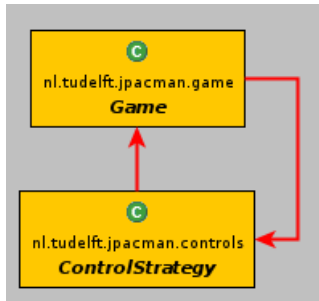 C
nl.tudelft.jpacman.game
Game
C
nl.tudelft.jpacman.controls
ControlStrategy